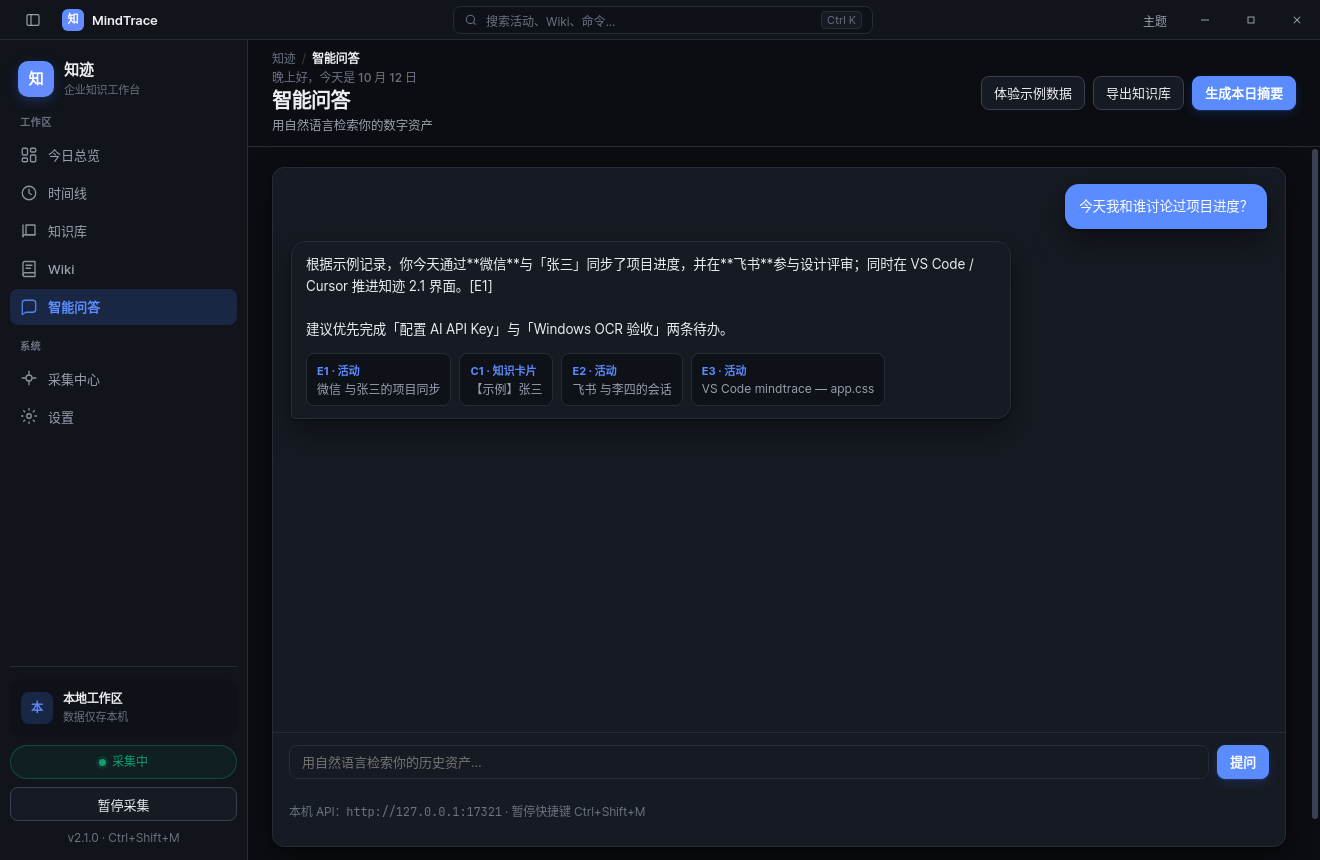 知 MindTrace
搜索活动、Wiki、命令... Ctrl K
主题
知 知迹
企业知识工作台
工作区
今日总览
时间线
知识库
Wiki
智能问答
系统
采集中心
设置
本 本地工作区
数据仅存本机
采集中
暂停采集
v2.1.0 · Ctrl+Shift+M
知迹 / 智能问答
晚上好，今天是 10 月 12 日
智能问答
用自然语言检索你的数字资产
体验示例数据 导出知识库 生成本日摘要
今天我和谁讨论过项目进度？
根据示例记录，你今天通过**微信**与「张三」同步了项目进度，并在**飞书**参与设计评审；同时在 VS Code /
Cursor 推进知迹 2.1 界面。[E1]
建议优先完成「配置 AI API Key」与「Windows OCR 验收」两条待办。
E1 · 活动
微信 与张三的项目同步
C1 · 知识卡片
【示例】张三
E2 · 活动
飞书 与李四的会话
E3 · 活动
VS Code mindtrace — app.css
用自然语言检索你的历史资产... 提问
本机 API： http://127.0.0.1:17321 · 暂停快捷键 Ctrl+Shift+M